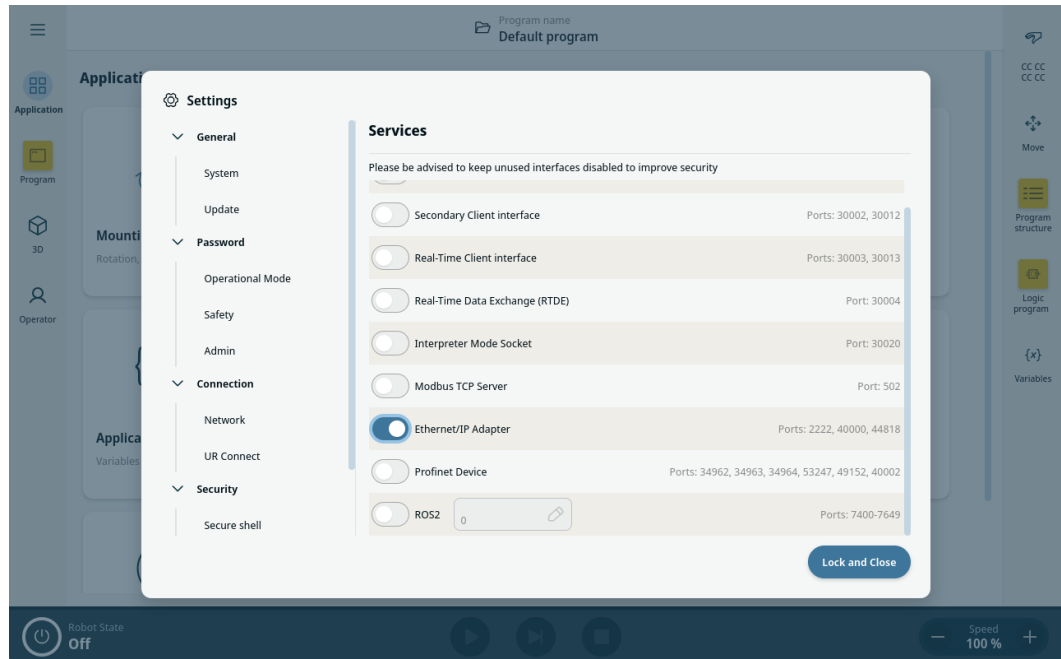 Program name
Default program
Applicati
Application
Program
3D
Operator
Mounti
Rotation,
Applica
Variables
Settings
General
System
Update
Password
Operational Mode
Safety
Admin
Connection
Network
UR Connect
Security
Secure shell
Services
Please be advised to keep unused interfaces disabled to improve security
Secondary Client interface Ports: 30002, 30012
Real-Time Client interface Ports: 30003, 30013
Real-Time Data Exchange (RTDE) Port: 30004
Interpreter Mode Socket Port: 30020
Modbus TCP Server Port: 502
Ethernet/IP Adapter Ports: 2222, 40000, 44818
Profinet Device Ports: 34962, 34963, 34964, 53247, 49152, 40002
ROS2 0 Ports: 7400-7649
Lock and Close
CC CC
CC CC
Move
Program
structure
Logic
program
{x}
Variables
Robot State
Off
Speed
100 %